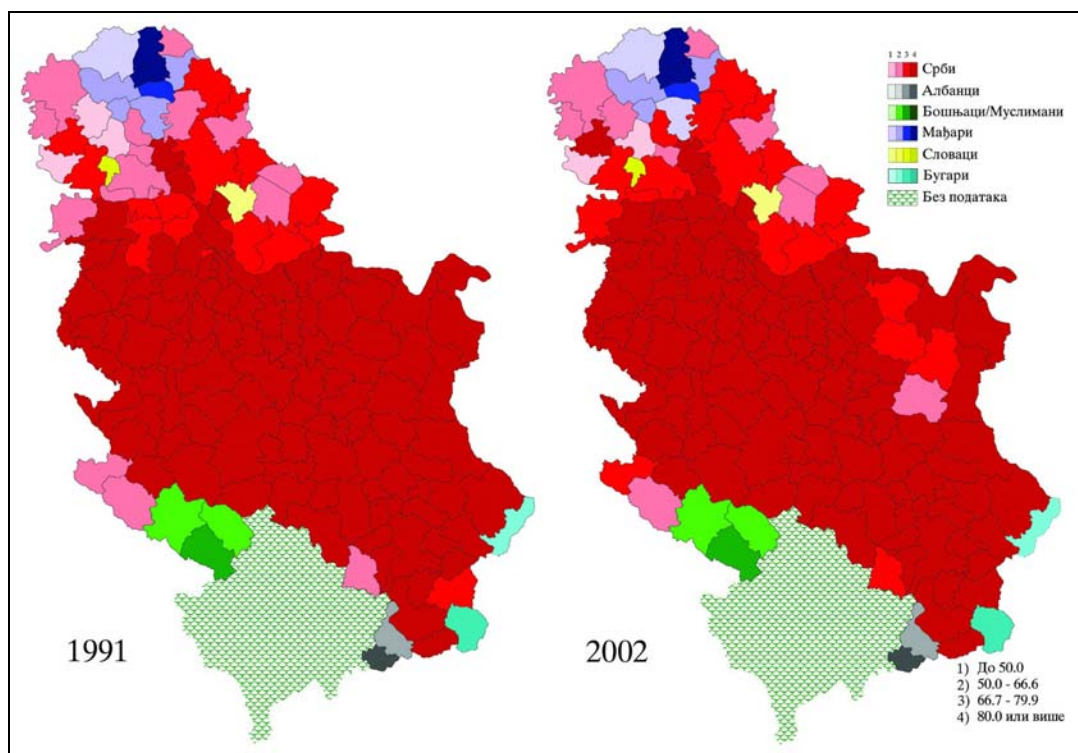 1 2 3 4
Срби
Албанци
Бошњаци/Муслимани
Мађари
Словаци
Бугари
Без података
1991
2002
1) До 50.0
2) 50.0 - 66.6
3) 66.7 - 79.9
4) 80.0 или више